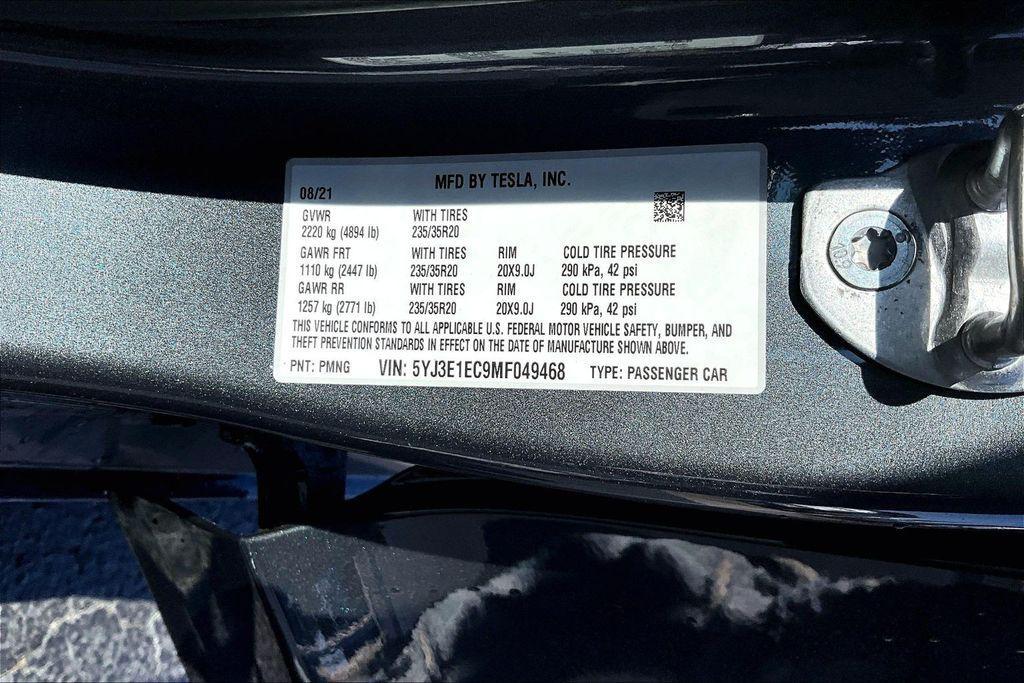 MFD BY TESLA, INC.
08/21
GVWR WITH TIRES
2220 kg (4894 lb) 235/35R20
GAWR FRT WITH TIRES RIM COLD TIRE PRESSURE
1110 kg (2447 lb) 235/35R20 20X9.0J 290 kPa, 42 psi
GAWR RR WITH TIRES RIM COLD TIRE PRESSURE
1257 kg (2771 lb) 235/35R20 20X9.0J 290 kPa, 42 psi
THIS VEHICLE CONFORMS TO ALL APPLICABLE U.S. FEDERAL MOTOR VEHICLE SAFETY, BUMPER, AND
THEFT PREVENTION STANDARDS IN EFFECT ON THE DATE OF MANUFACTURE SHOWN ABOVE.
PNT: PMNG VIN: 5YJ3E1EC9MF049468 TYPE: PASSENGER CAR